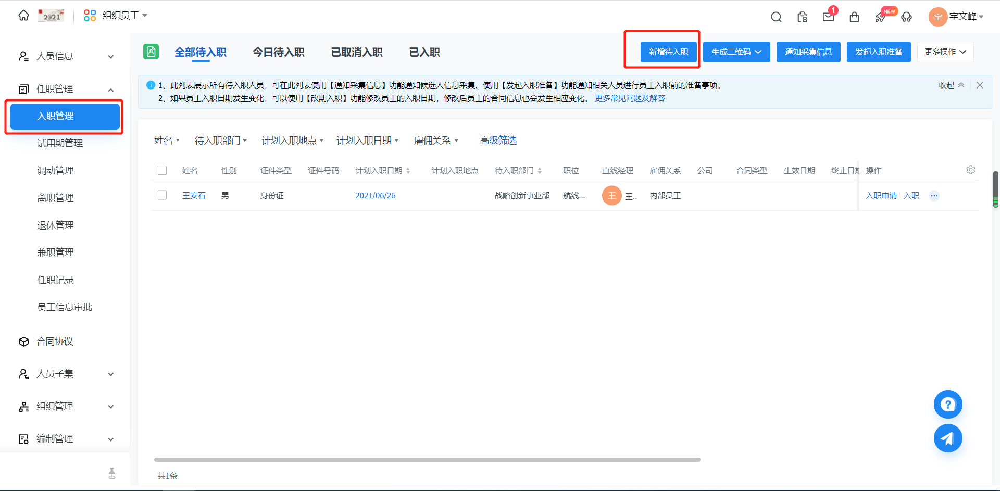 2021
组织员工
1
NEW
宇
宇文峰
人员信息
任职管理
入职管理
试用期管理
调动管理
离职管理
退休管理
兼职管理
任职记录
员工信息审批
合同协议
人员子集
组织管理
编制管理
全部待入职 今日待入职 已取消入职 已入职
新增待入职 生成二维码 通知采集信息 发起入职准备 更多操作
1、此列表展示所有待入职人员，可在此列表使用【通知采集信息】功能通知候选人信息采集、使用【发起入职准备】功能通知相关人员进行员工入职前的准备事项。
收起
2、如果员工入职日期发生变化，可以使用【改期入职】功能修改员工的入职日期，修改后员工的合同信息也会发生相应变化。 更多常见问题及解答
姓名 待入职部门 计划入职地点 计划入职日期 雇佣关系 高级筛选
姓名 性别 证件类型 证件号码 计划入职日期 计划入职地点 待入职部门 职位 直线经理 雇佣关系 公司 合同类型 生效日期 终止日期 操作
王安石 男 身份证 2021/06/26 战略创新事业部 航线... 王 王.. 内部员工 入职申请 入职 ...
共1条